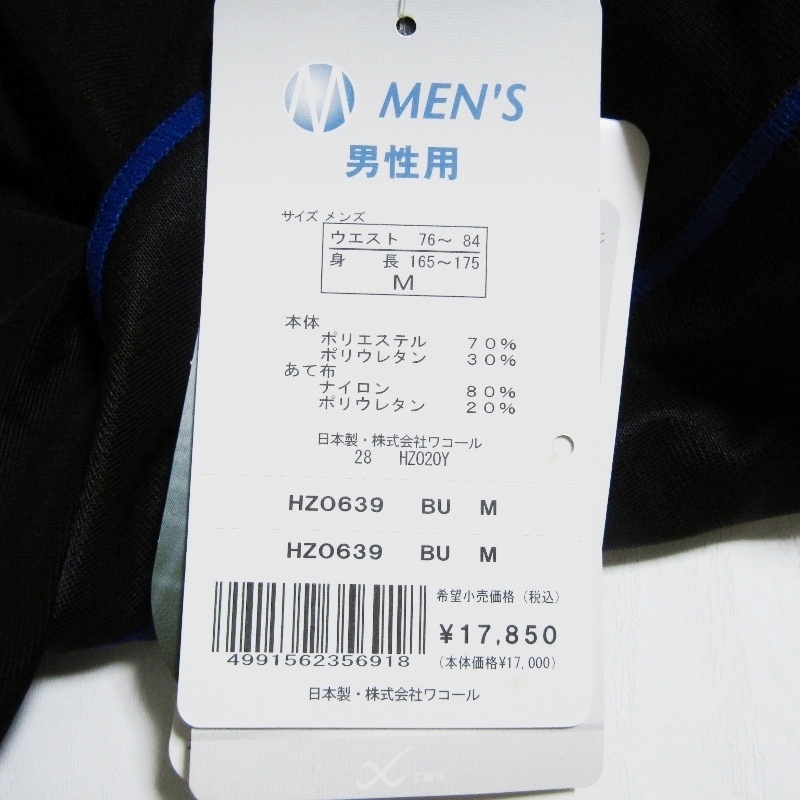 MEN'S
男性用
サイズ メンズ
ウエスト 76～ 84
身 長 165～175
M
本体
ポリエステル 70%
ポリウレタン 30%
あて布
ナイロン 80%
ポリウレタン 20%
日本製・株式会社ワコール
28 HZ020Y
HZO639 BU M
HZO639 BU M
希望小売価格（税込）
¥17,850
4991562356918
（本体価格¥17,000）
日本製・株式会社ワコール
CW-X